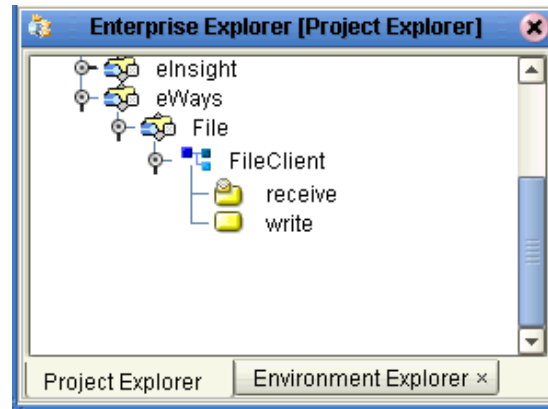 Enterprise Explorer [Project Explorer]
eInsight
eWays
File
FileClient
receive
write
Project Explorer
Environment Explorer ×